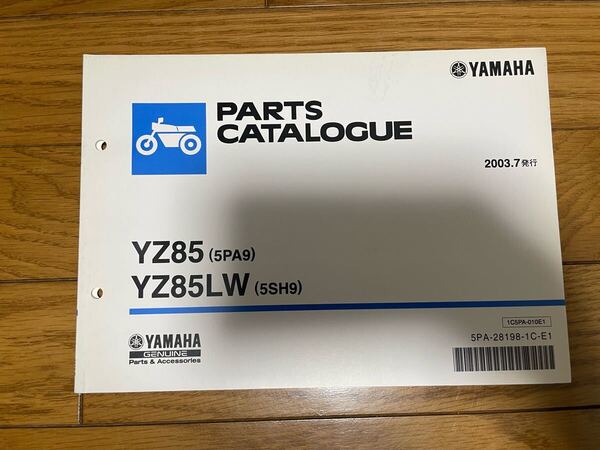 YAMAHA
PARTS
CATALOGUE
2003.7発行
YZ85 (5PA9)
YZ85LW (5SH9)
1C5PA-010E1
5PA-28198-1C-E1
YAMAHA
GENUINE
Parts & Accessories